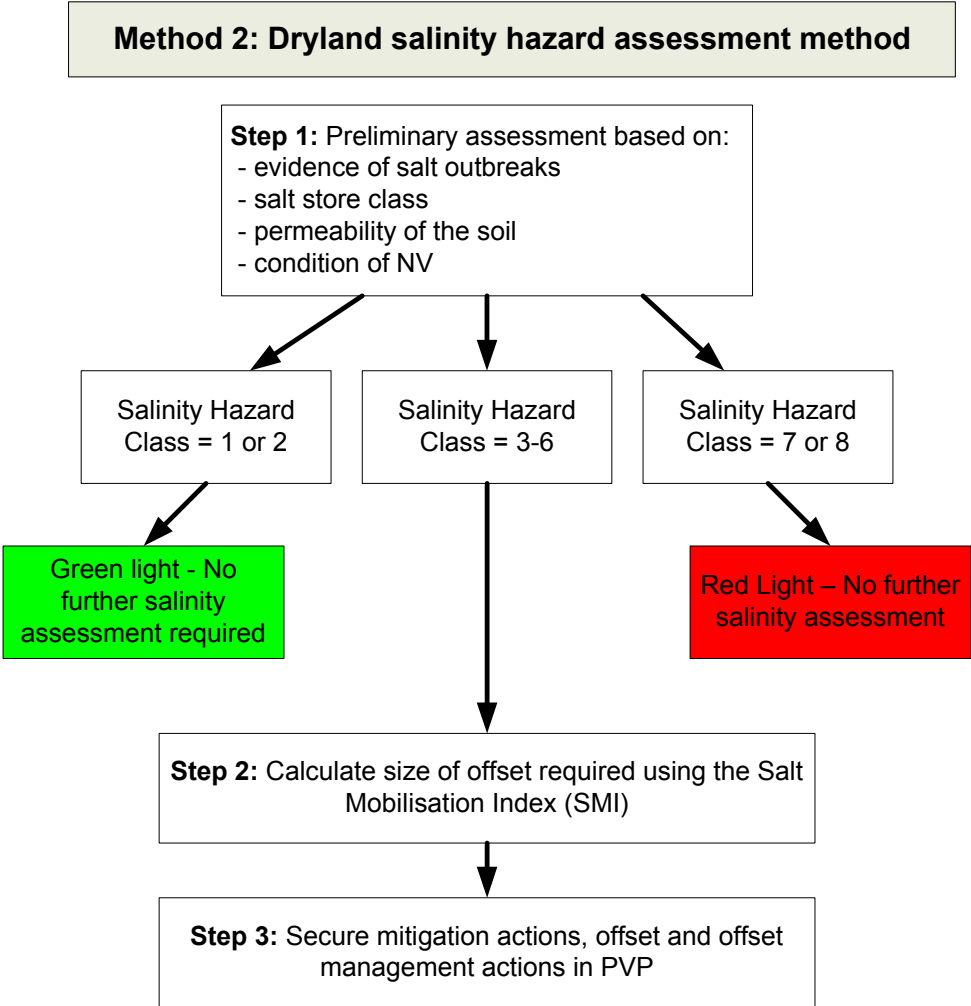 Method 2: Dryland salinity hazard assessment method
Step 1: Preliminary assessment based on:
- evidence of salt outbreaks
- salt store class
- permeability of the soil
- condition of NV
Salinity Hazard
Class = 1 or 2
Salinity Hazard
Class = 3-6
Salinity Hazard
Class = 7 or 8
Green light - No
further salinity
assessment required
Red Light – No further
salinity assessment
Step 2: Calculate size of offset required using the Salt
Mobilisation Index (SMI)
Step 3: Secure mitigation actions, offset and offset
management actions in PVP